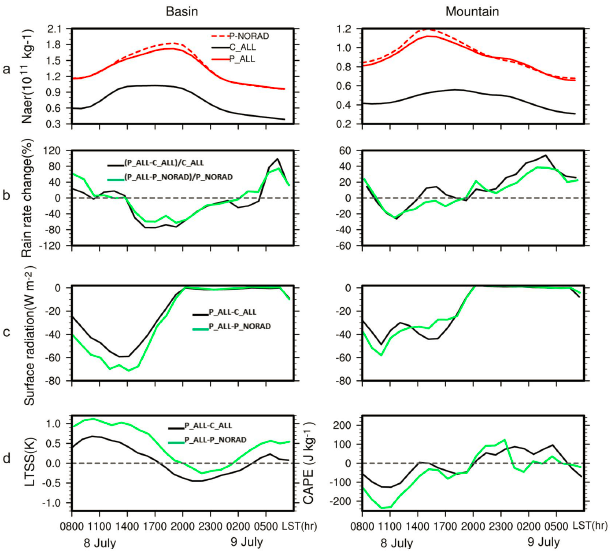 Basin
Mountain
a
Naer(10^11 kg-1)
2.1
1.8
1.5
1.2
0.9
0.6
0.3
P-NORAD
C_ALL
P_ALL
1.2
1.0
0.8
0.6
0.4
0.2
b
Rain rate change(%)
120
80
40
0
-40
-80
-120
(P_ALL-C_ALL)/C_ALL
(P_ALL-P_NORAD)/P_NORAD
60
40
20
0
-20
-40
60
c
Surface radiation(W m-2)
0
-20
-40
-60
-80
P_ALL-C_ALL
P_ALL-P_NORAD
0
-20
-40
-60
-80
d
LTSS(K)
1.0
0.5
0.0
-0.5
-1.0
P_ALL-C_ALL
P_ALL-P_NORAD
CAPE (J kg-1)
200
100
0
-100
-200
0800 1100 1400 1700 2000 2300 0200 0500 LST(hr)
0800 1100 1400 1700 2000 2300 0200 0500 LST(hr)
8 July 9 July
8 July 9 July